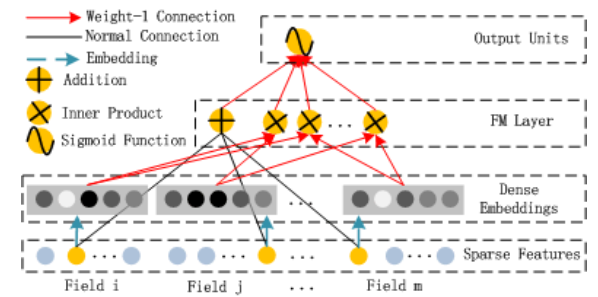 Weight-1 Connection
Normal Connection
Embedding
Addition
Inner Product
Sigmoid Function
Output Units
...
FM Layer
...
Dense
Embeddings
... ... ... ...
Sparse Features
Field i Field j ... Field m